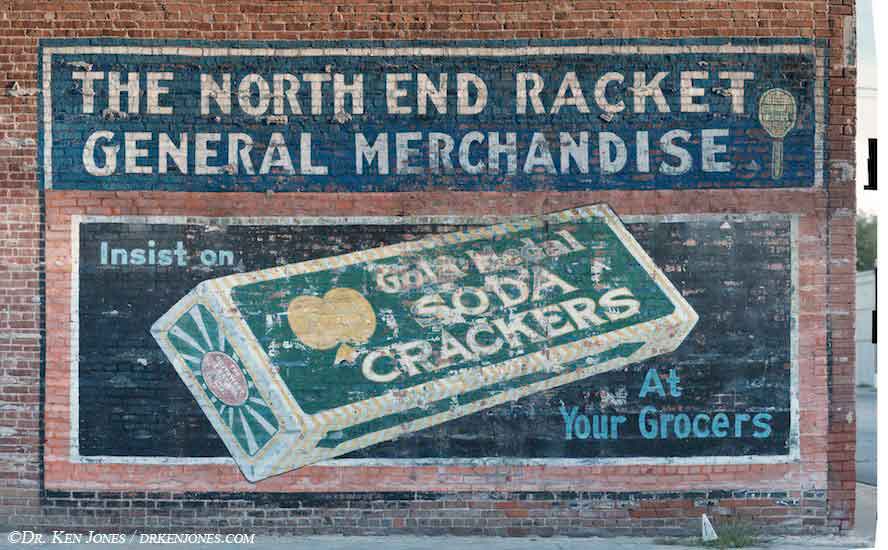 THE NORTH END RACKET
GENERAL MERCHANDISE
Insist on
Gold Medal
SODA
CRACKERS
At
Your Grocers
©DR. KEN JONES / DRKENJONES.COM